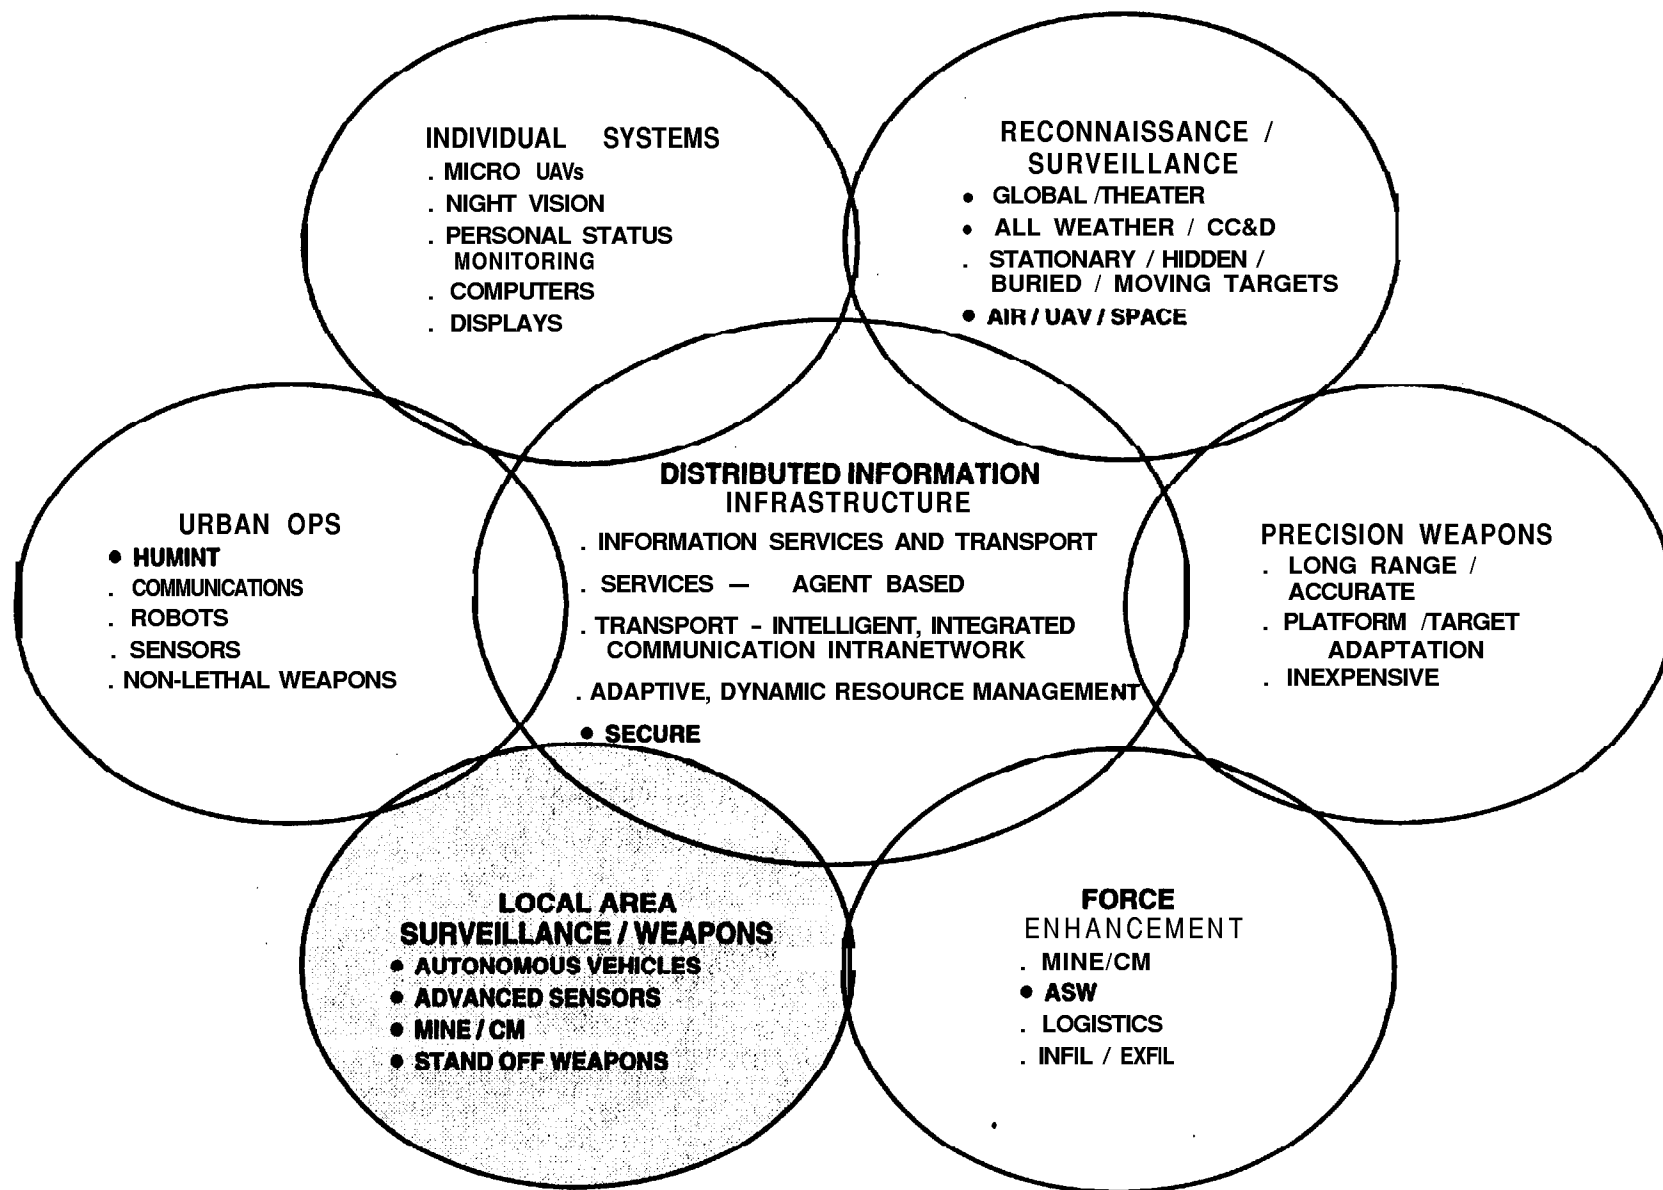 INDIVIDUAL SYSTEMS
. MICRO UAVs
. NIGHT VISION
. PERSONAL STATUS
MONITORING
. COMPUTERS
. DISPLAYS
RECONNAISSANCE /
SURVEILLANCE
● GLOBAL /THEATER
● ALL WEATHER / CC&D
. STATIONARY / HIDDEN /
BURIED / MOVING TARGETS
● AIR / UAV / SPACE
URBAN OPS
● HUMINT
. COMMUNICATIONS
. ROBOTS
. SENSORS
. NON-LETHAL WEAPONS
DISTRIBUTED INFORMATION
INFRASTRUCTURE
. INFORMATION SERVICES AND TRANSPORT
. SERVICES — AGENT BASED
. TRANSPORT – INTELLIGENT, INTEGRATED
COMMUNICATION INTRANETWORK
. ADAPTIVE, DYNAMIC RESOURCE MANAGEMENT
● SECURE
PRECISION WEAPONS
. LONG RANGE /
ACCURATE
. PLATFORM /TARGET
ADAPTATION
. INEXPENSIVE
LOCAL AREA
SURVEILLANCE / WEAPONS
● AUTONOMOUS VEHICLES
● ADVANCED SENSORS
● MINE / CM
● STAND OFF WEAPONS
FORCE
ENHANCEMENT
. MINE/CM
● ASW
. LOGISTICS
. INFIL / EXFIL